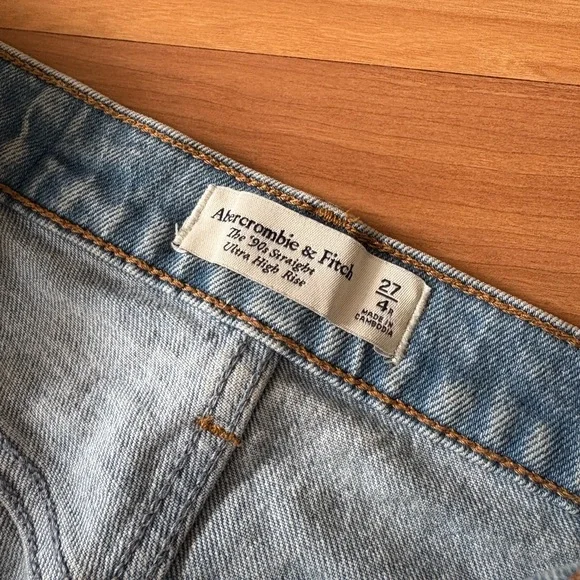 Abercrombie & Fitch
The '90s Straight
Ultra High Rise
27
4R
MADE IN
CAMBODIA